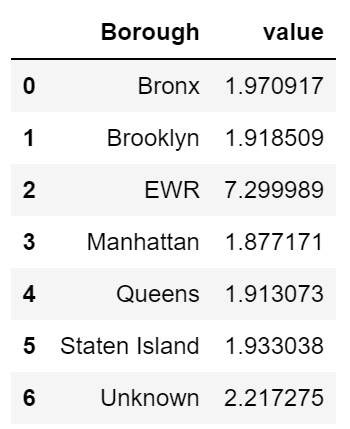 Borough value
0 Bronx 1.970917
1 Brooklyn 1.918509
2 EWR 7.299989
3 Manhattan 1.877171
4 Queens 1.913073
5 Staten Island 1.933038
6 Unknown 2.217275